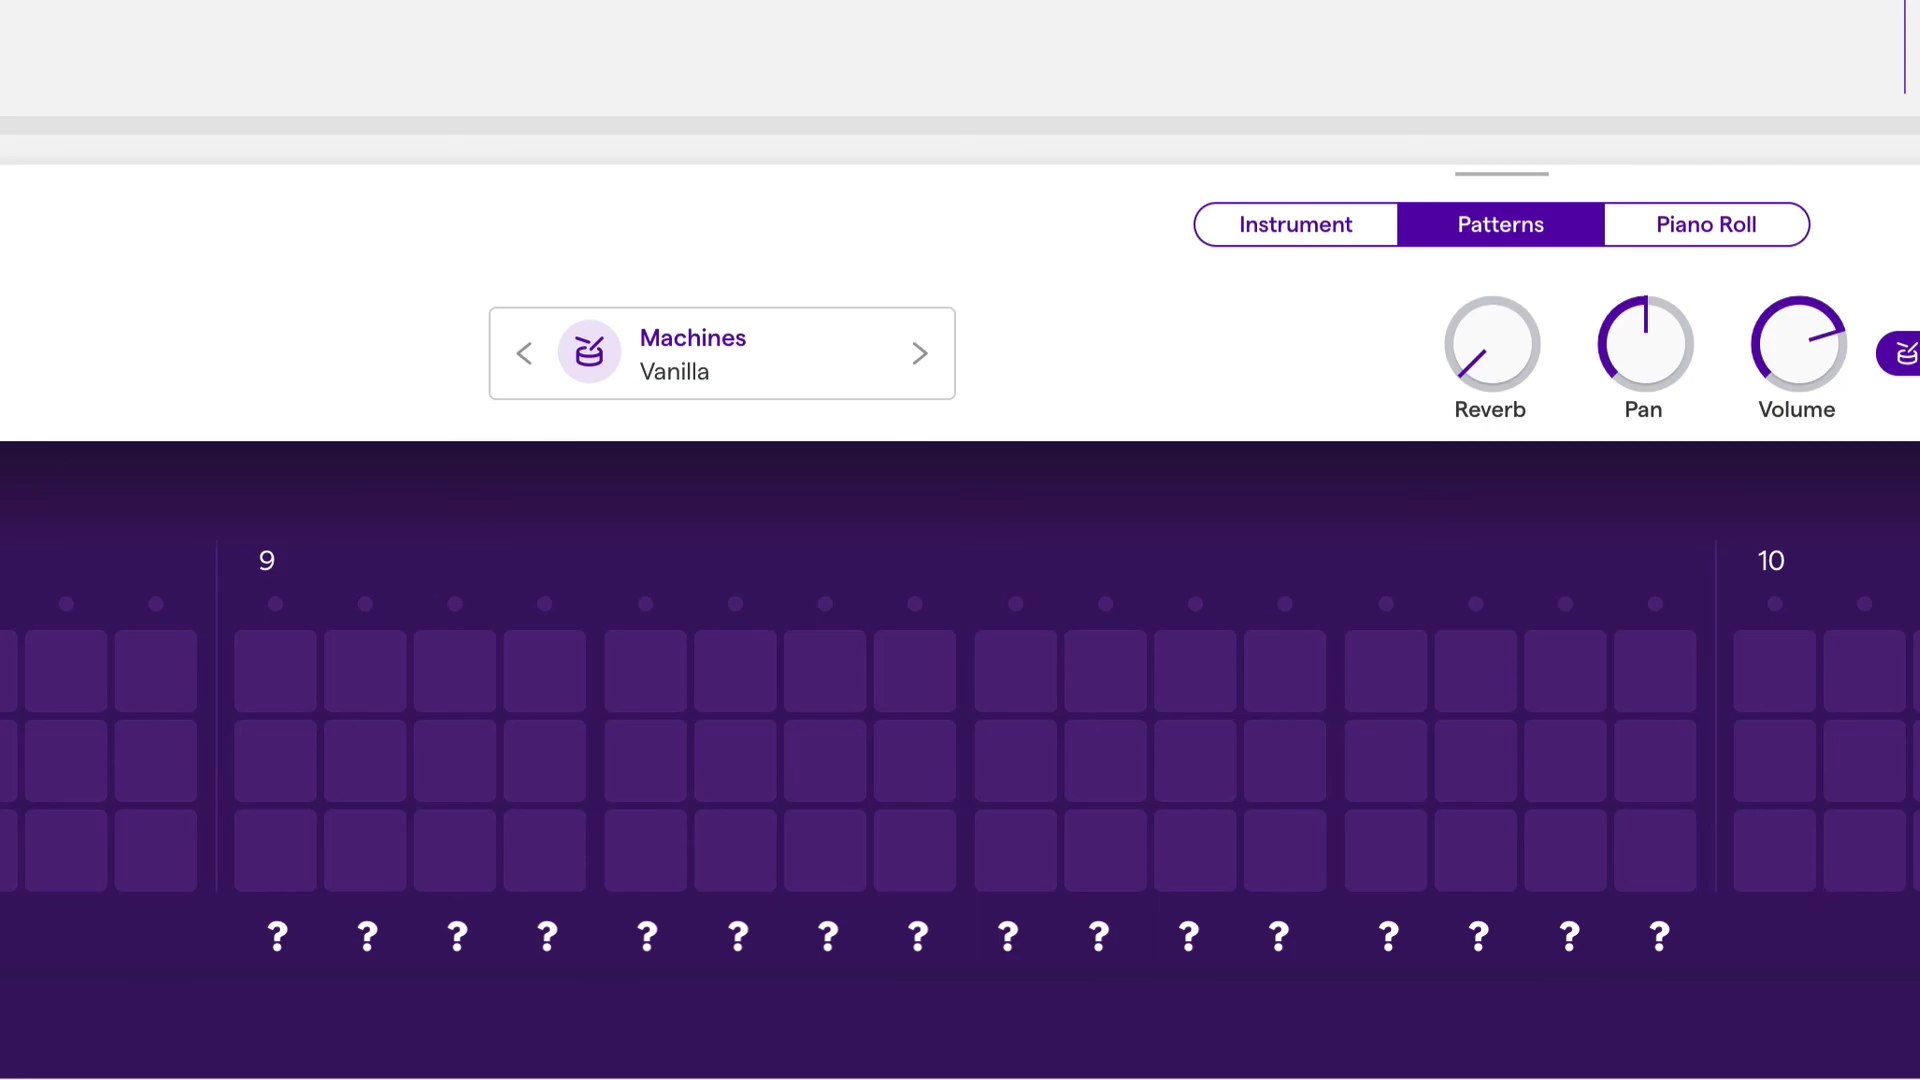 Instrument
Patterns
Piano Roll
Machines
Vanilla
Reverb
Pan
Volume
9
10
? ? ? ? ? ? ? ? ? ? ? ? ? ? ? ?